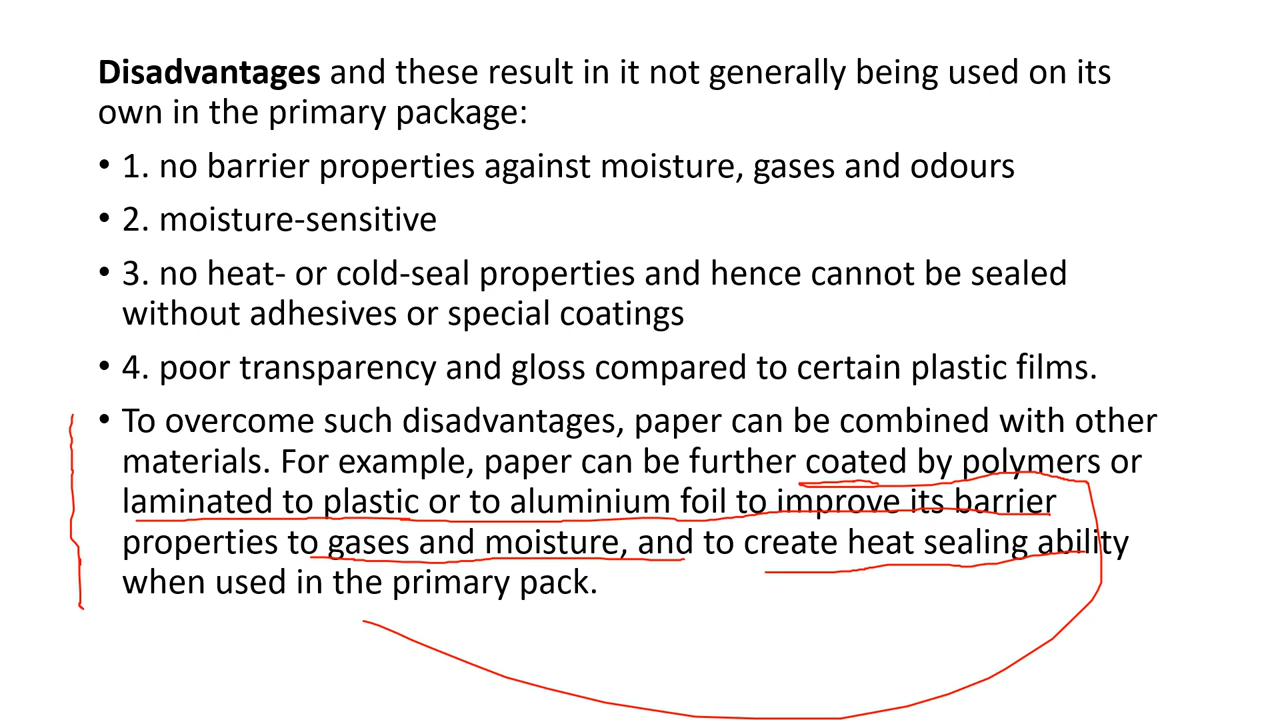 Disadvantages and these result in it not generally being used on its
own in the primary package:
• 1. no barrier properties against moisture, gases and odours
• 2. moisture-sensitive
• 3. no heat- or cold-seal properties and hence cannot be sealed
without adhesives or special coatings
• 4. poor transparency and gloss compared to certain plastic films.
• To overcome such disadvantages, paper can be combined with other
materials. For example, paper can be further coated by polymers or
laminated to plastic or to aluminium foil to improve its barrier
properties to gases and moisture, and to create heat sealing ability
when used in the primary pack.